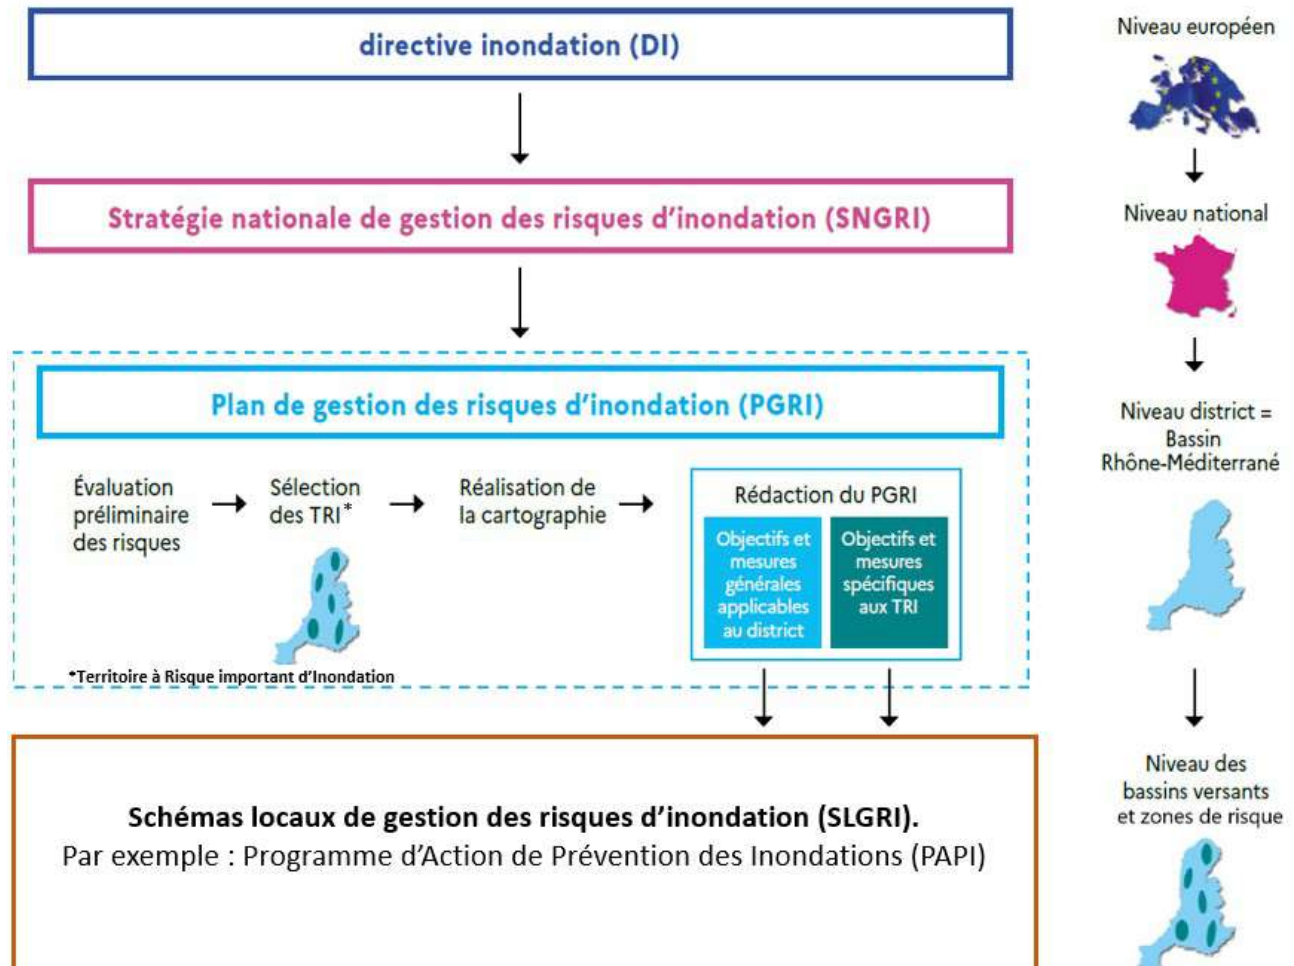 directive inondation (DI)
Niveau européen
Stratégie nationale de gestion des risques d'inondation (SNGRI)
Niveau national
Plan de gestion des risques d'inondation (PGRI)
Niveau district =
Bassin
Rhône-Méditerrané
Évaluation
préliminaire
des risques
Sélection
des TRI*
Réalisation de
la cartographie
Rédaction du PGRI
Objectifs et
mesures
générales
applicables
au district
Objectifs et
mesures
spécifiques
aux TRI
*Territoire à Risque important d'Inondation
Schémas locaux de gestion des risques d'inondation (SLGRI).
Par exemple : Programme d'Action de Prévention des Inondations (PAPI)
Niveau des
bassins versants
et zones de risque